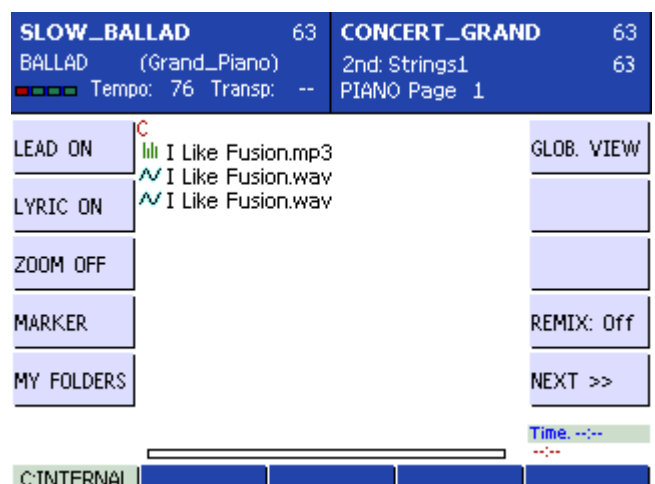 SLOW_BALLAD 63
BALLAD (Grand_Piano)
Tempo: 76 Transp: --
CONCERT_GRAND 63
2nd: Strings1 63
PIANO Page 1
LEAD ON
LYRIC ON
ZOOM OFF
MARKER
MY FOLDERS
C
I Like Fusion.mp3
I Like Fusion.wav
I Like Fusion.wav
GLOB. VIEW
REMIX: Off
NEXT >>
Time. --:--
--:--
C:INTERNAL